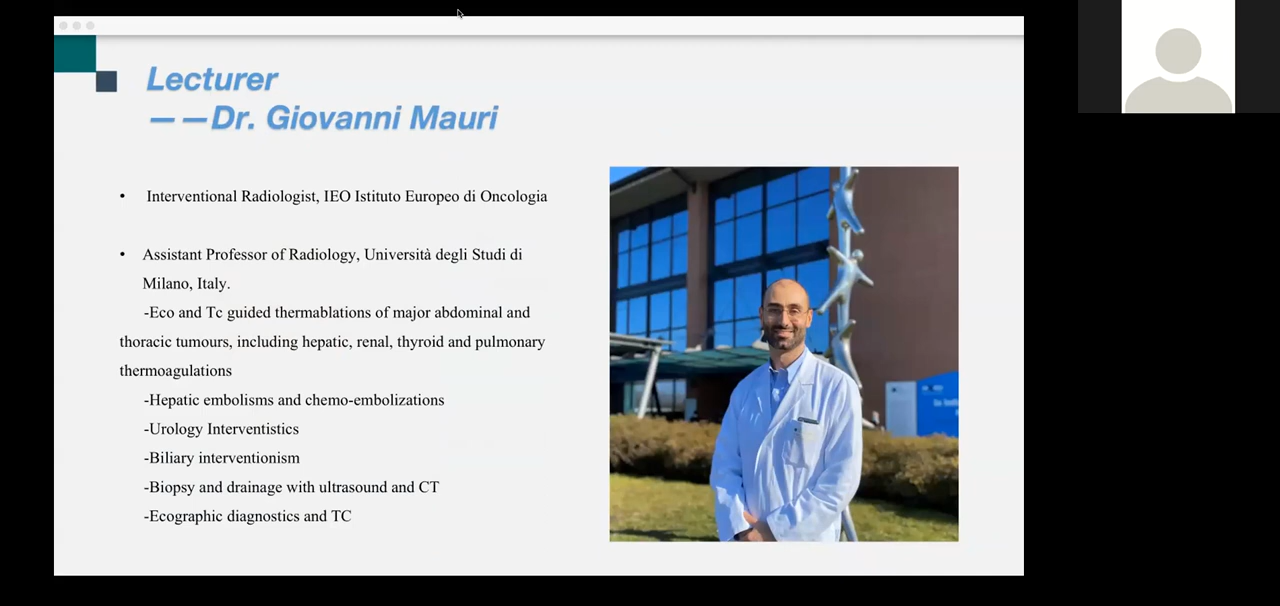 Lecturer
——Dr. Giovanni Mauri
• Interventional Radiologist, IEO Istituto Europeo di Oncologia
• Assistant Professor of Radiology, Università degli Studi di
Milano, Italy.
-Eco and Tc guided thermablations of major abdominal and
thoracic tumours, including hepatic, renal, thyroid and pulmonary
thermoagulations
-Hepatic embolisms and chemo-embolizations
-Urology Interventistics
-Biliary interventionism
-Biopsy and drainage with ultrasound and CT
-Ecographic diagnostics and TC